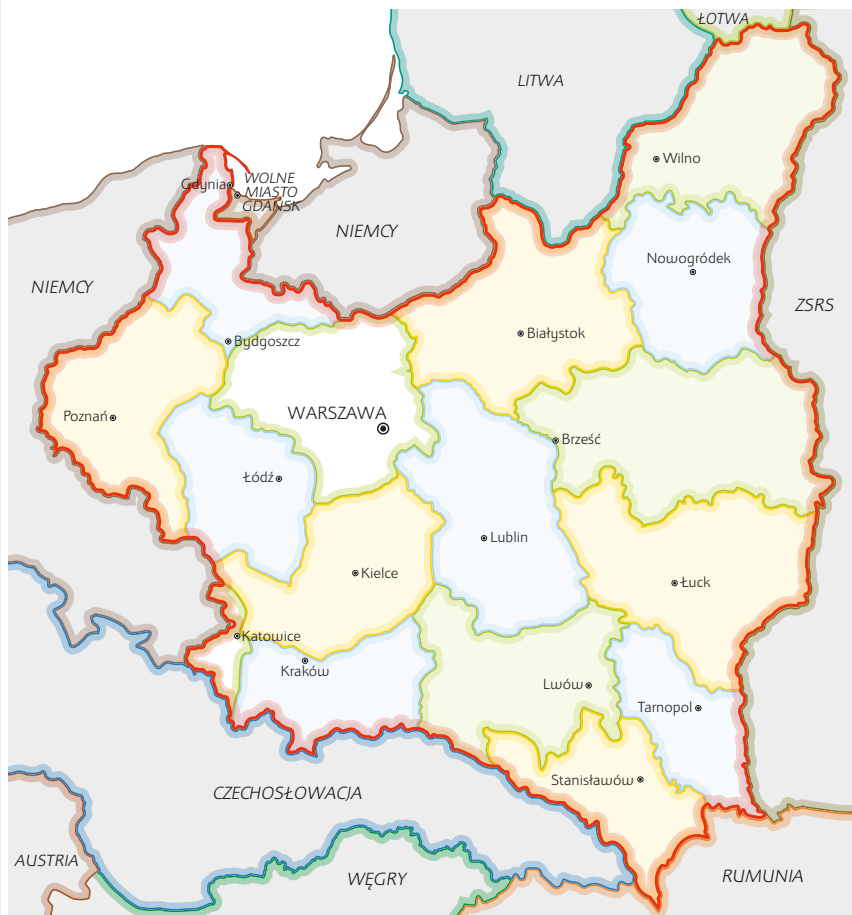 ŁOTWA
LITWA
Wilno
WOLNE
MIASTO
GDAŃSK
Gdynia
NIEMCY
Nowogródek
NIEMCY
ZSRS
Białystok
Bydgoszcz
WARSZAWA
Poznań
Brześć
Łódź
Lublin
Kielce
Łuck
Katowice
Kraków
Lwów
Tarnopol
Stanisławów
CZECHOSŁOWACJA
AUSTRIA
WĘGRY
RUMUNIA